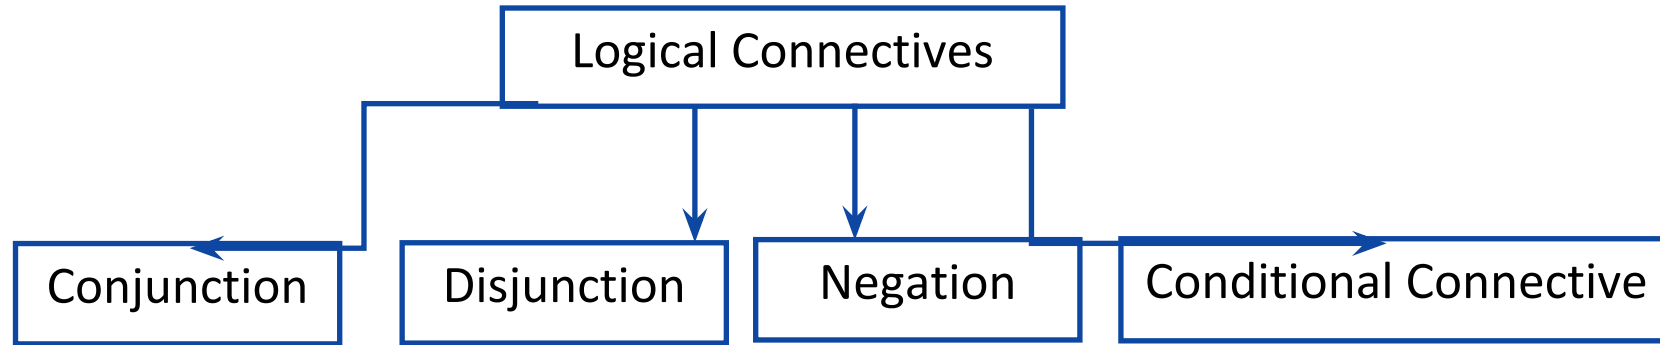 Logical Connectives
Conjunction
Disjunction
Negation
Conditional Connective